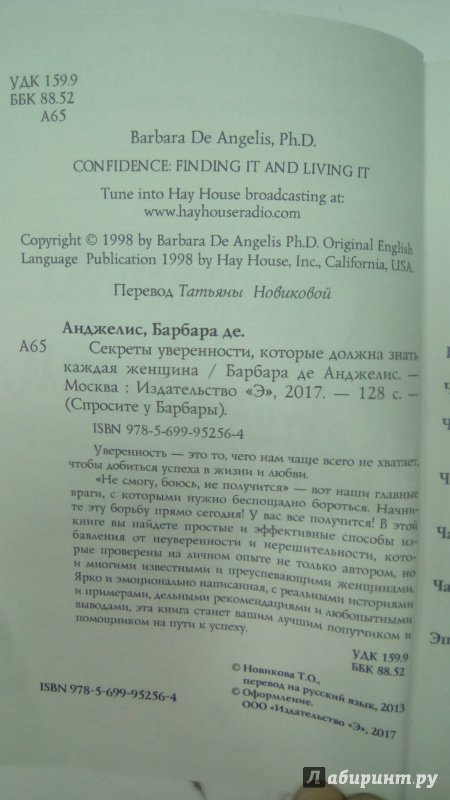 УДК 159.9
ББК 88.52
А65
Barbara De Angelis, Ph.D.
CONFIDENCE: FINDING IT AND LIVING IT
Tune into Hay House broadcasting at:
www.hayhouseradio.com
Copyright © 1998 by Barbara De Angelis Ph.D. Original English
Language Publication 1998 by Hay House, Inc., California, USA.
Перевод Татьяны Новиковой
Анджелис, Барбара де.
А65 Секреты уверенности, которые должна знать
каждая женщина / Барбара де Анджелис. —
Москва : Издательство «Э», 2017. — 128 с. —
(Спросите у Барбары).
ISBN 978-5-699-95256-4
Уверенность — это то, чего нам чаще всего не хватает,
чтобы добиться успеха в жизни и любви.
«Не смогу, боюсь, не получится» — вот наши главные
враги, с которыми нужно беспощадно бороться. Начни-
те эту борьбу прямо сегодня! У вас все получится! В этой
книге вы найдете простые и эффективные способы из-
бавления от неуверенности и нерешительности, кото-
рые проверены на личном опыте не только автором, но
и многими известными и преуспевающими женщинами.
Ярко и эмоционально написанная, с реальными историями
и примерами, дельными рекомендациями и любопытными
выводами, эта книга станет вашим лучшим попутчиком и
помощником на пути к успеху.
УДК 159.9
ББК 88.52
© Новикова Т.О.,
перевод на русский язык, 2013
© Оформление.
ООО «Издательство «Э», 2017
ISBN 978-5-699-95256-4
Ч
Ч
Ч
Ча
Ча
Эп
Лабиринт.ру